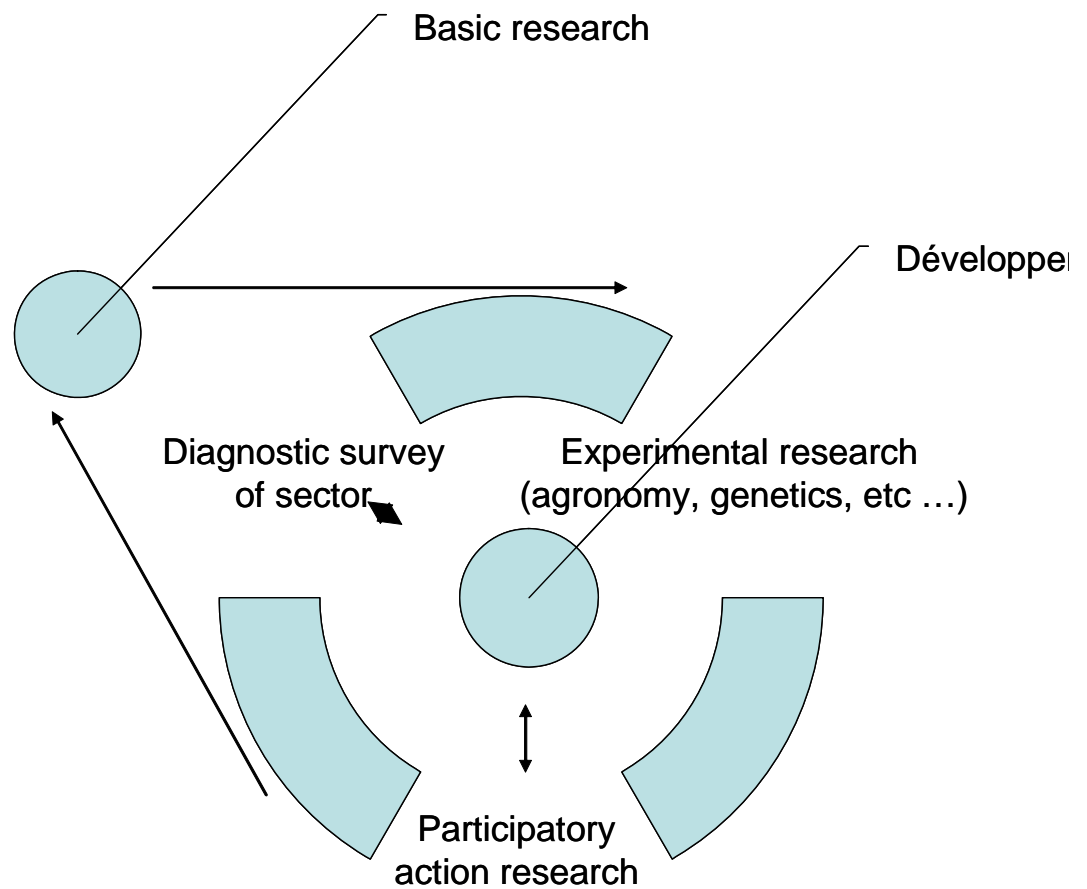 Basic research
Développer
Diagnostic survey
of sector
Experimental research
(agronomy, genetics, etc …)
Participatory
action research